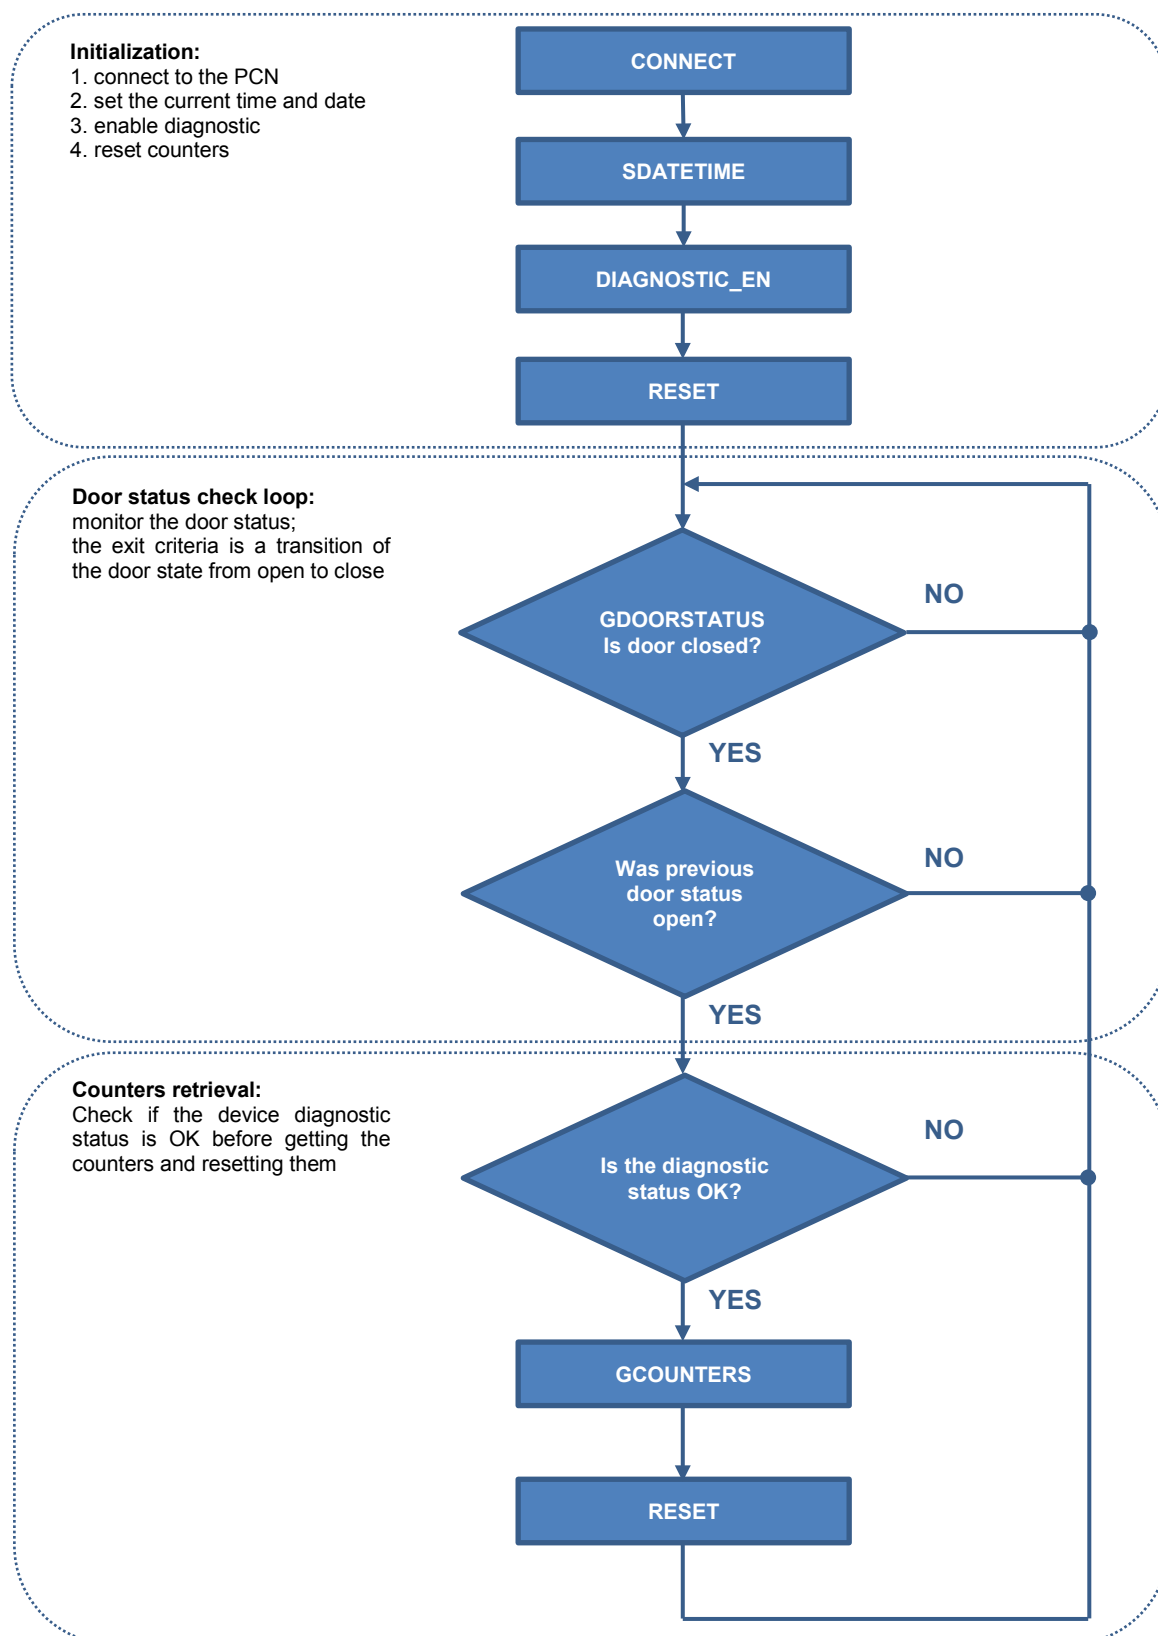 Initialization:
1. connect to the PCN
2. set the current time and date
3. enable diagnostic
4. reset counters
CONNECT
SDATETIME
DIAGNOSTIC_EN
RESET
Door status check loop:
monitor the door status;
the exit criteria is a transition of
the door state from open to close
GDOORSTATUS
Is door closed?
NO
YES
Was previous
door status
open?
NO
YES
Counters retrieval:
Check if the device diagnostic
status is OK before getting the
counters and resetting them
Is the diagnostic
status OK?
NO
YES
GCOUNTERS
RESET